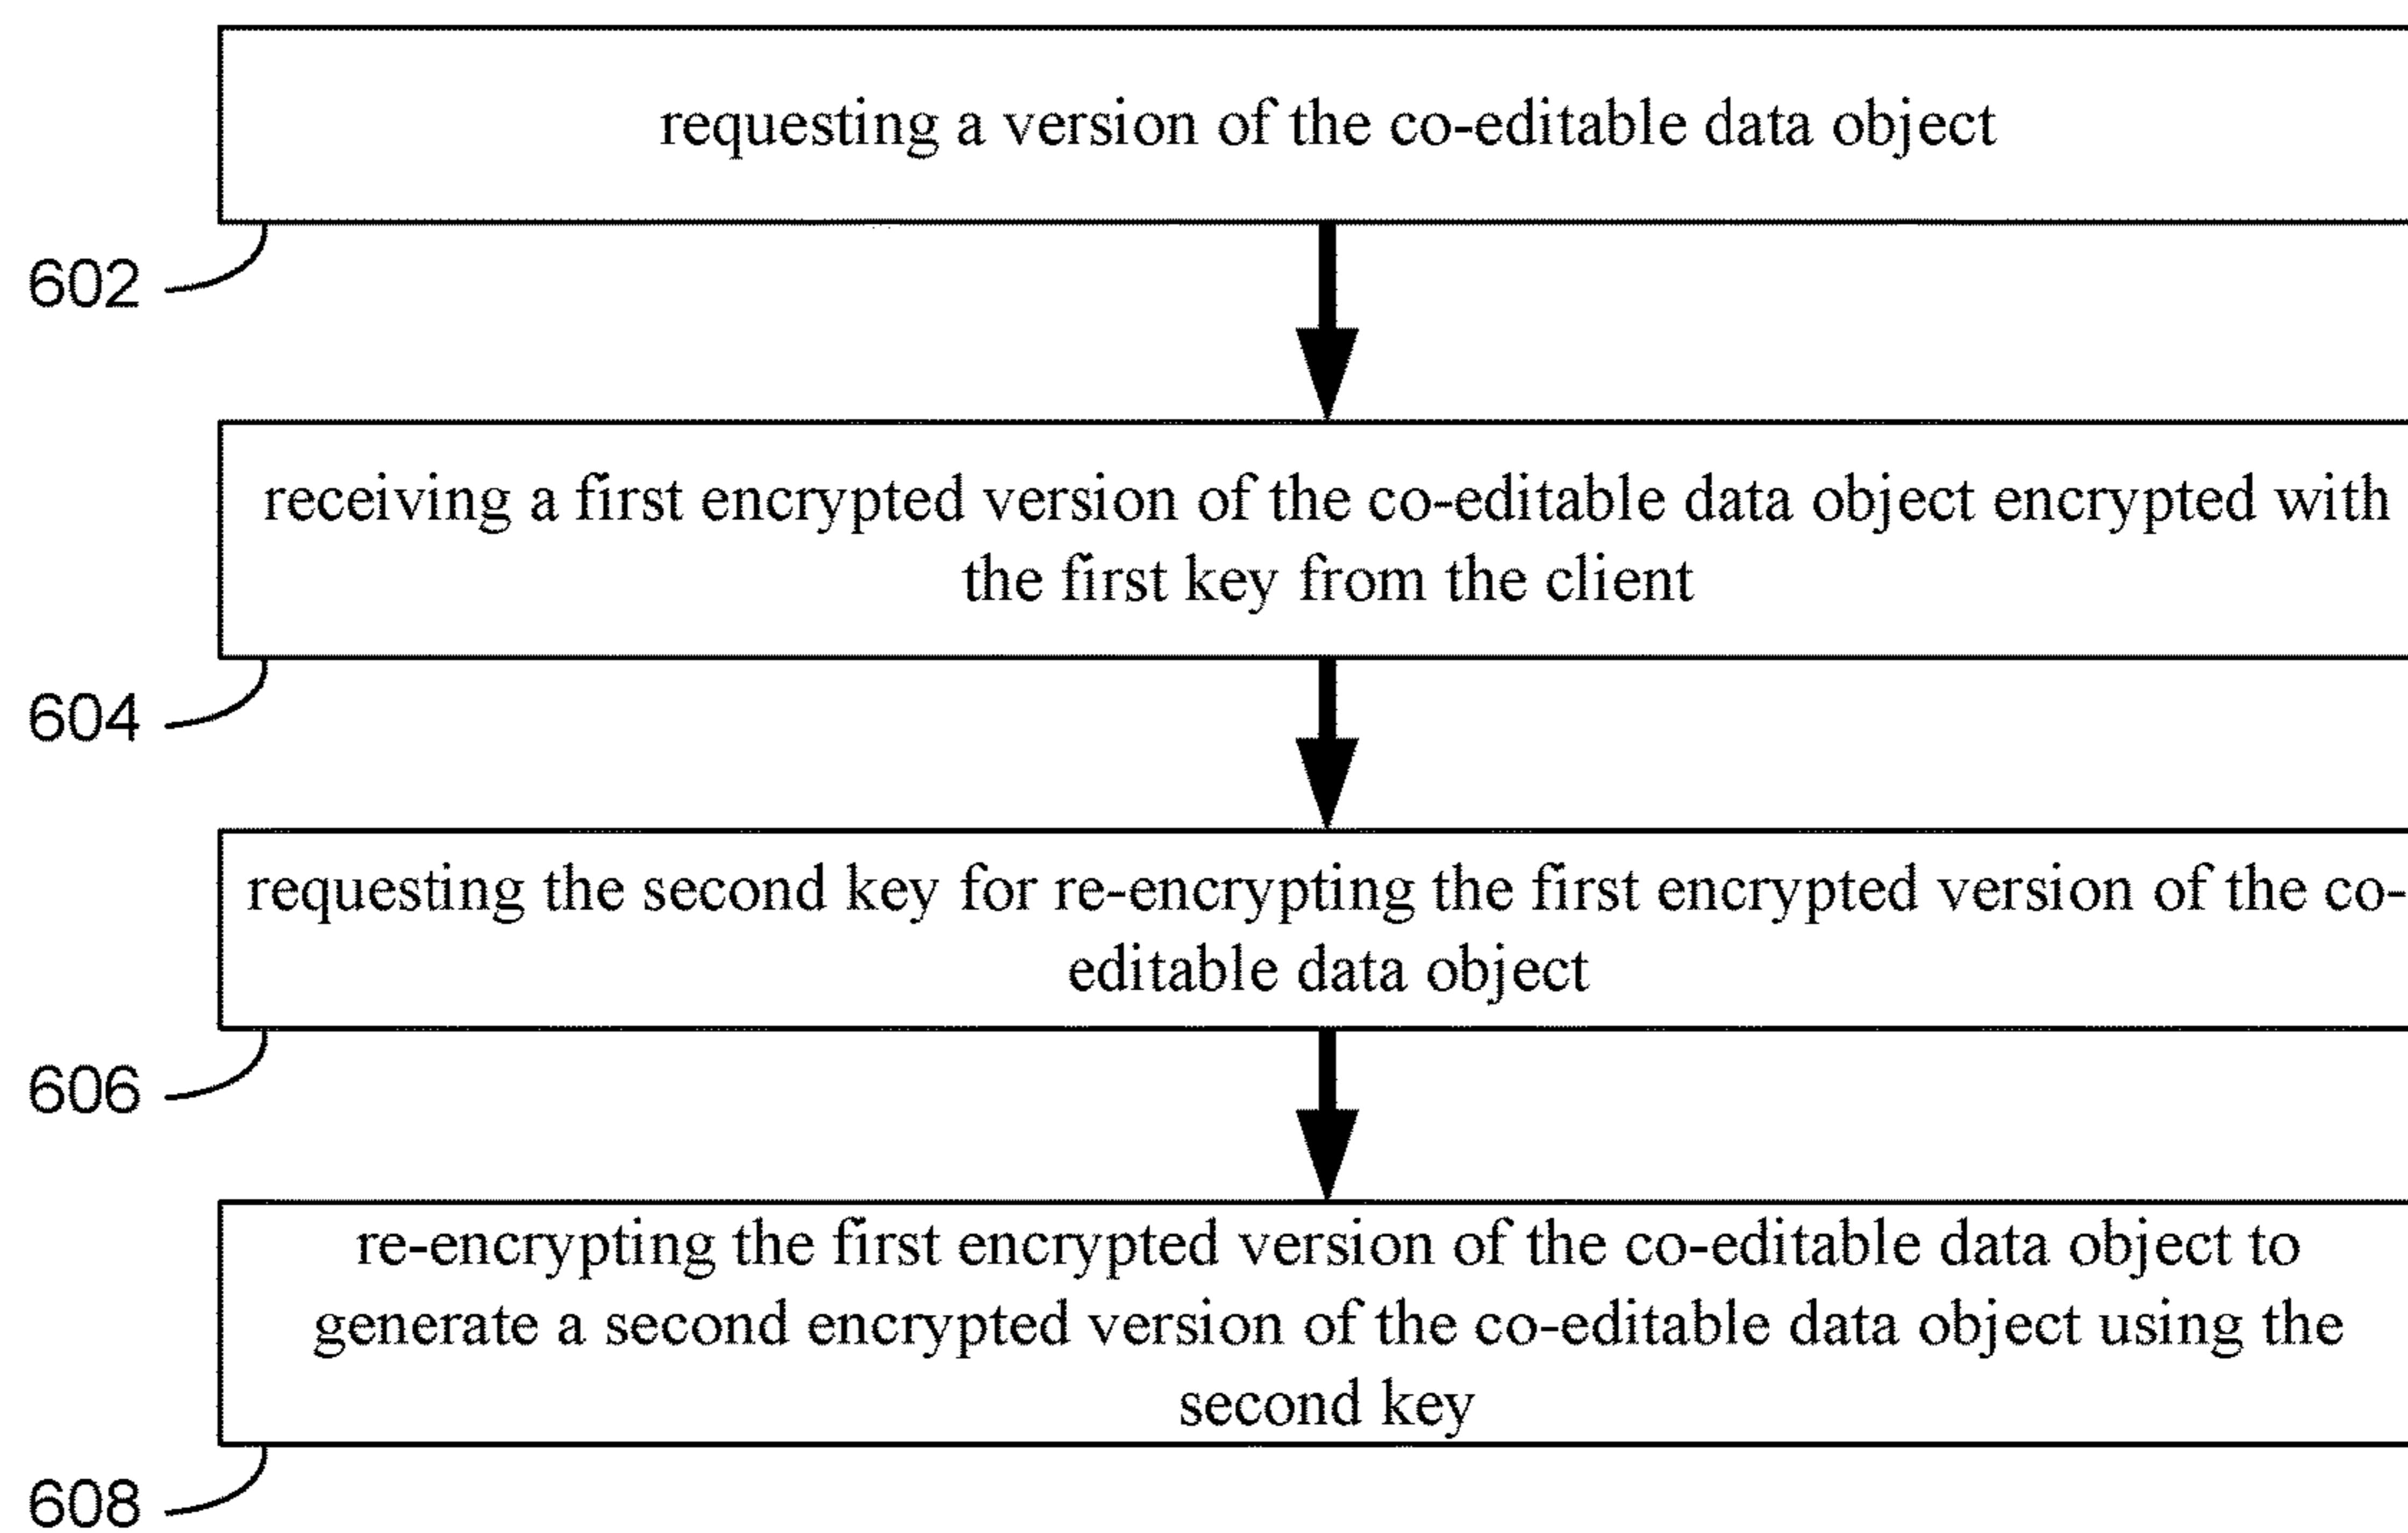 requesting a version of the co-editable data object
602
receiving a first encrypted version of the co-editable data object encrypted with
the first key from the client
604
requesting the second key for re-encrypting the first encrypted version of the co-
editable data object
606
re-encrypting the first encrypted version of the co-editable data object to
generate a second encrypted version of the co-editable data object using the
second key
608